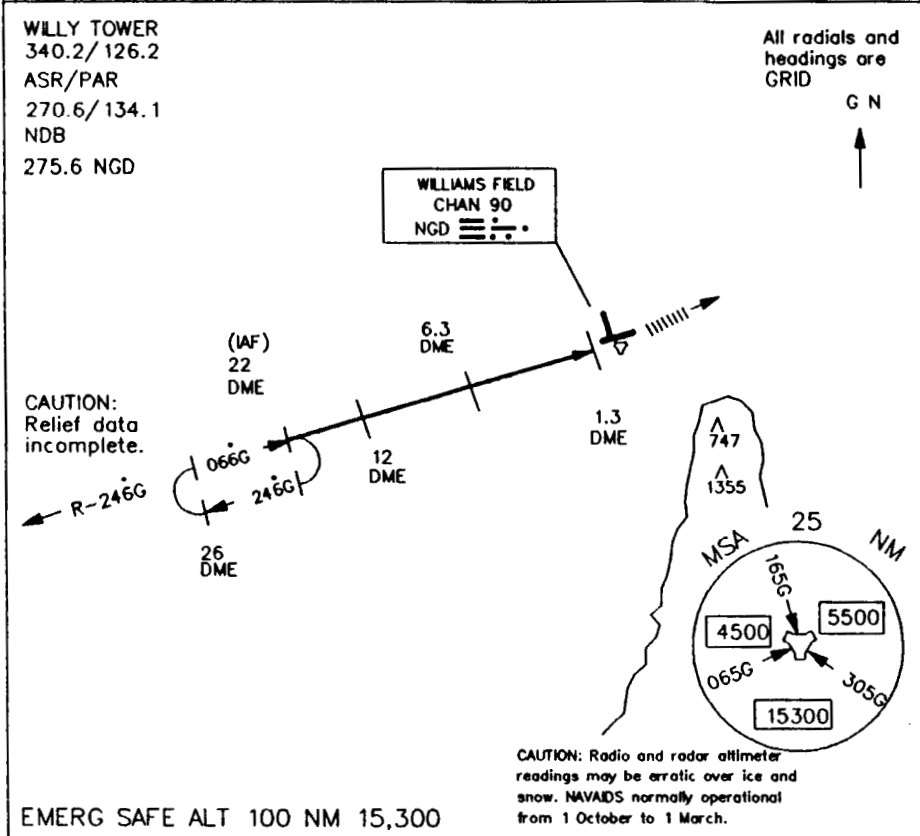 WILLY TOWER
340.2/126.2
ASR/PAR
270.6/134.1
NDB
275.6 NGD
All radials and
headings are
GRID
G N
WILLIAMS FIELD
CHAN 90
NGD
(IAF)
22
DME
6.3
DME
CAUTION:
Relief data
incomplete.
066°G
12
DME
1.3
DME
R-246°G
246°G
26
DME
747
1355
MSA 25 NM
165G
4500
5500
065G
305G
15300
CAUTION: Radio and radar altimeter
readings may be erratic over ice and
snow. NAVAIDS normally operational
from 1 October to 1 March.
EMERG SAFE ALT 100 NM 15,300